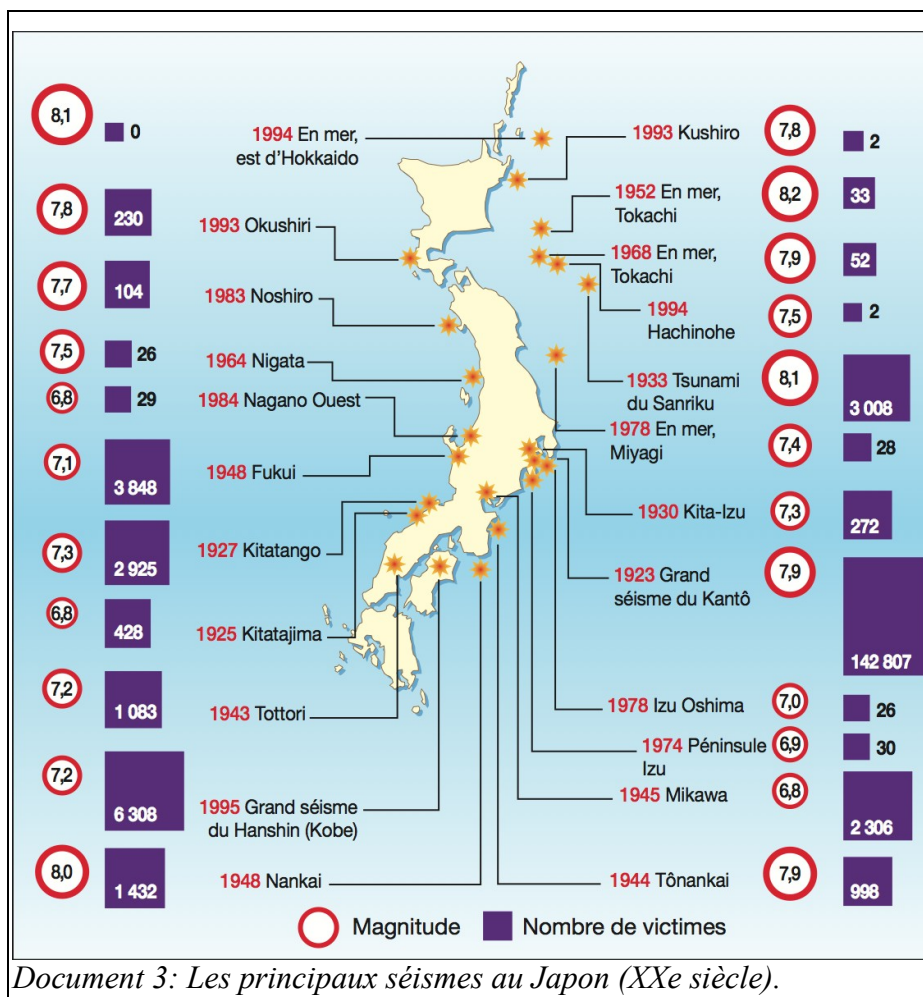 8,1
0
1994 En mer,
est d'Hokkaido
1993 Kushiro
7,8
2
7,8
230
1993 Okushiri
1952 En mer,
Tokachi
8,2
33
7,7
104
1983 Noshiro
1968 En mer,
Tokachi
7,9
52
7,5
26
1964 Nigata
1994
Hachinohe
7,5
2
6,8
29
1984 Nagano Ouest
1933 Tsunami
du Sanriku
8,1
3 008
7,1
3 848
1948 Fukui
1978 En mer,
Miyagi
7,4
28
7,3
2 925
1927 Kitatango
1930 Kita-Izu
7,3
272
6,8
428
1925 Kitatajima
1923 Grand
séisme du Kantô
7,9
142 807
7,2
1 083
1943 Tottori
1978 Izu Oshima
7,0
26
7,2
6 308
1995 Grand séisme
du Hanshin (Kobe)
1974 Péninsule
Izu
6,9
30
1945 Mikawa
6,8
2 306
8,0
1 432
1948 Nankai
1944 Tônankai
7,9
998
Magnitude
Nombre de victimes
Document 3: Les principaux séismes au Japon (XXe siècle).